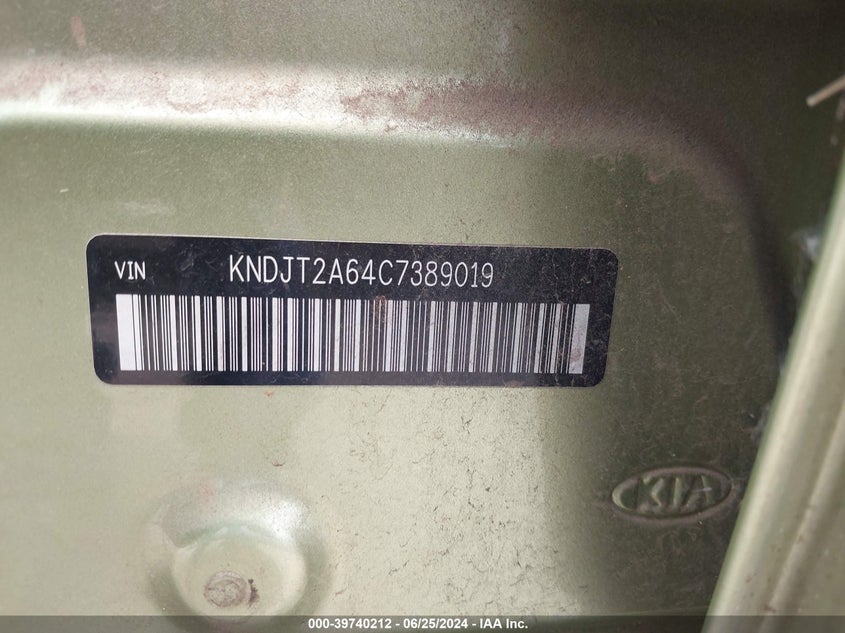 VIN KNDJT2A64C7389019
KIA
000-39740212 - 06/25/2024 - IAA Inc.